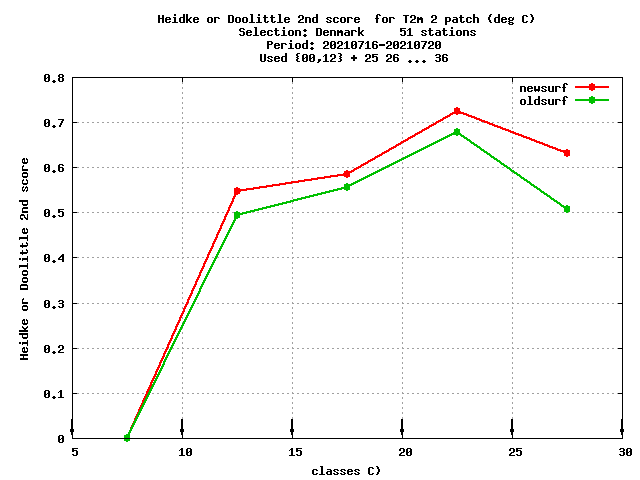 Heidke or Doolittle 2nd score  for T2m 2 patch (deg C)
Selection: Denmark     51 stations
Period: 20210716-20210720
Used {00,12} + 25 26 ... 36
newsurf
oldsurf
Heidke or Doolittle 2nd score
0.8
0.7
0.6
0.5
0.4
0.3
0.2
0.1
0
5 10 15 20 25 30
classes C)